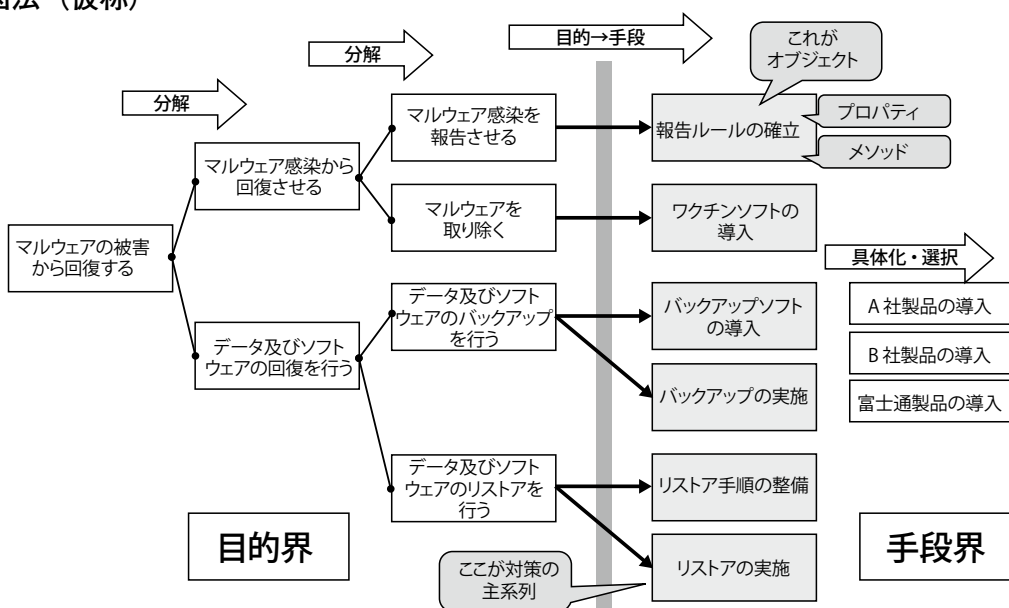 図法（仮称）
分解
分解
目的→手段
これが
オブジェクト
マルウェアの被害
から回復する
マルウェア感染から
回復させる
データ及びソフト
ウェアの回復を行う
マルウェア感染を
報告させる
マルウェアを
取り除く
データ及びソフト
ウェアのバックアップ
を行う
データ及びソフト
ウェアのリストアを
行う
報告ルールの確立
プロパティ
メソッド
ワクチンソフトの
導入
バックアップソフト
の導入
バックアップの実施
リストア手順の整備
リストアの実施
具体化・選択
A 社製品の導入
B 社製品の導入
富士通製品の導入
目的界
ここが対策の
主系列
手段界